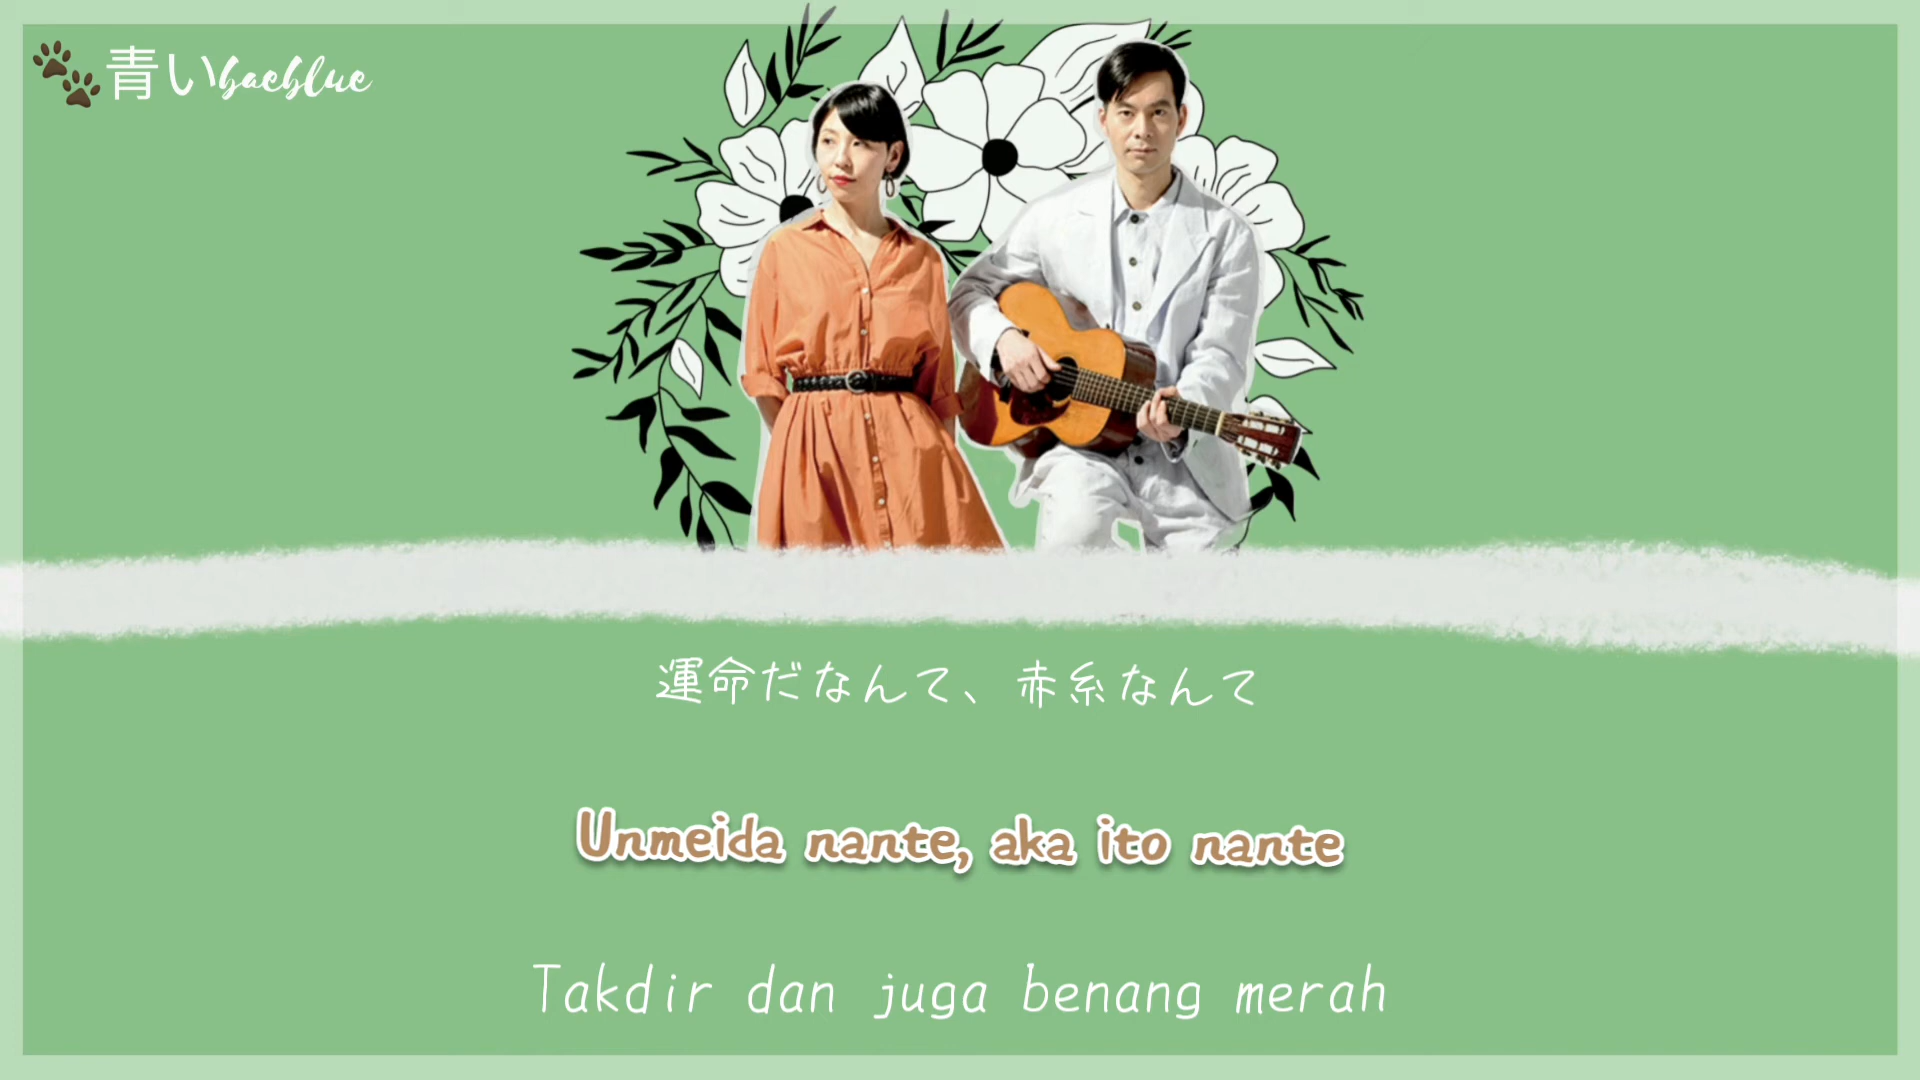 青いbaeblue
運命だなんて、赤糸なんて
Unmeida nante, aka ito nante
Takdir dan juga benang merah